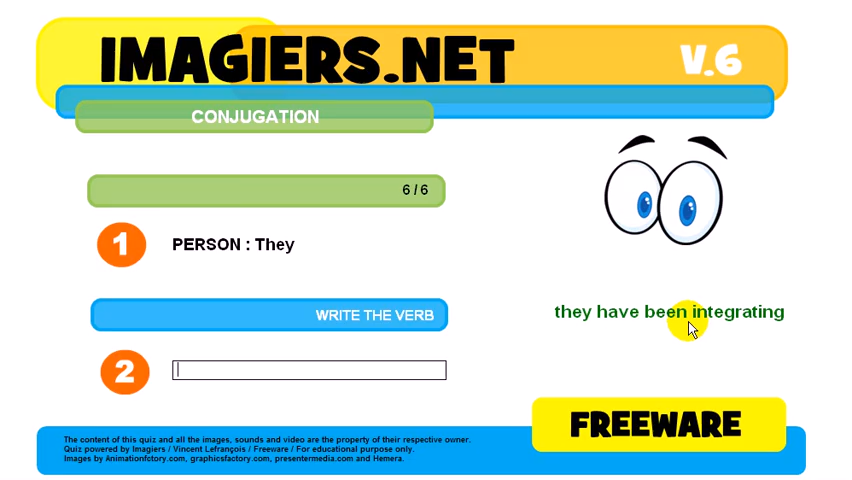 IMAGIERS.NET
V.6
CONJUGATION
6 / 6
1
PERSON : They
they have been integrating
WRITE THE VERB
2
FREEWARE
The content of this quiz and all the images, sounds and video are the property of their respective owner.
Quiz powered by Imagiers / Vincent Lefrançois / Freeware / For educational purpose only.
Images by Animationfotory.com, graphicsfactory.com, presentermedia.com and Hemera.